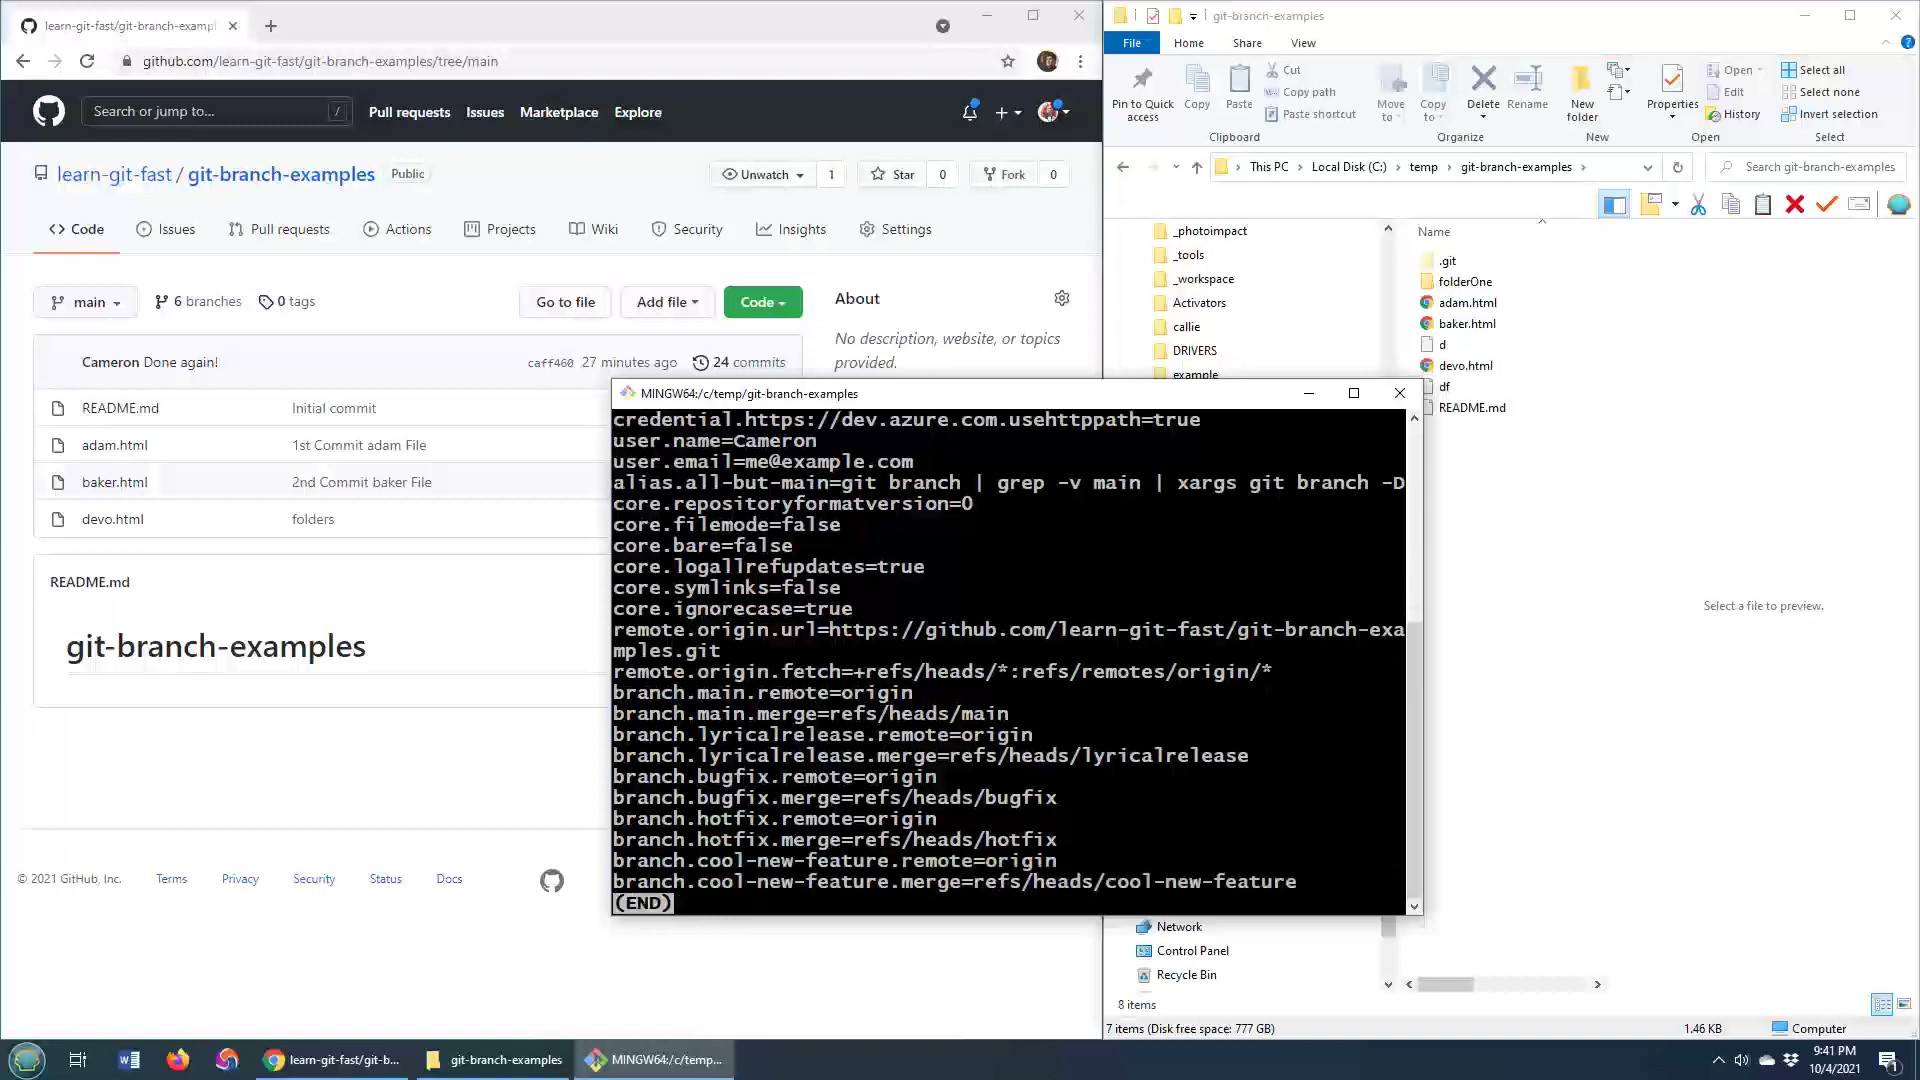 learn-git-fast/git-branch-exampl
github.com/learn-git-fast/git-branch-examples/tree/main
Search or jump to...
/
Pull requests
Issues
Marketplace
Explore
learn-git-fast / git-branch-examples
Public
Unwatch
1
Star
0
Fork
0
Code
Issues
Pull requests
Actions
Projects
Wiki
Security
Insights
Settings
main
6 branches
0 tags
Go to file
Add file
Code
About
No description, website, or topics
provided.
Cameron Done again!
caff460 27 minutes ago
24 commits
README.md
Initial commit
adam.html
1st Commit adam File
baker.html
2nd Commit baker File
devo.html
folders
README.md
git-branch-examples
© 2021 GitHub, Inc.
Terms
Privacy
Security
Status
Docs
MINGW64:/c/temp/git-branch-examples
credential.https://dev.azure.com.usehttppath=true
user.name=Cameron
user.email=me@example.com
alias.all-but-main=git branch | grep -v main | xargs git branch -D
core.repositoryformatversion=0
core.filemode=false
core.bare=false
core.logallrefupdates=true
core.symlinks=false
core.ignorecase=true
remote.origin.url=https://github.com/learn-git-fast/git-branch-exa
mples.git
remote.origin.fetch=+refs/heads/*:refs/remotes/origin/*
branch.main.remote=origin
branch.main.merge=refs/heads/main
branch.lyricalrelease.remote=origin
branch.lyricalrelease.merge=refs/heads/lyricalrelease
branch.bugfix.remote=origin
branch.bugfix.merge=refs/heads/bugfix
branch.hotfix.remote=origin
branch.hotfix.merge=refs/heads/hotfix
branch.cool-new-feature.remote=origin
branch.cool-new-feature.merge=refs/heads/cool-new-feature
(END)
git-branch-examples
File
Home
Share
View
Pin to Quick
access
Copy
Paste
Cut
Copy path
Paste shortcut
Clipboard
Move
to
Copy
to
Delete
Rename
Organize
New
folder
New
Properties
Open
Edit
History
Open
Select all
Select none
Invert selection
Select
This PC
Local Disk (C:)
temp
git-branch-examples
Search git-branch-examples
_photoimpact
_tools
_workspace
Activators
callie
DRIVERS
example
Network
Control Panel
Recycle Bin
Name
.git
folderOne
adam.html
baker.html
d
devo.html
df
README.md
Select a file to preview.
8 items
7 items (Disk free space: 777 GB)
1.46 KB
Computer
learn-git-fast/git-b...
git-branch-examples
MINGW64:/c/temp...
9:41 PM
10/4/2021
1